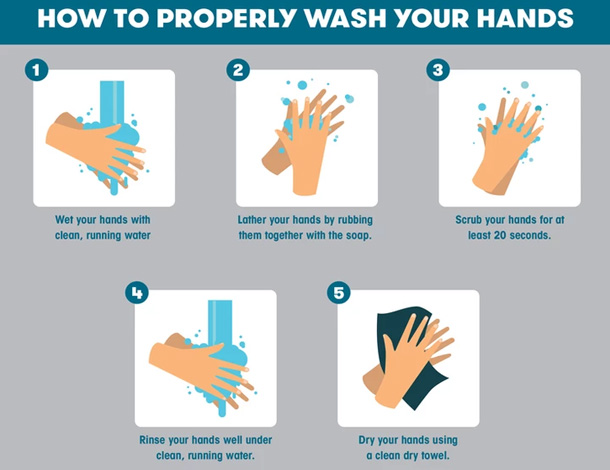 HOW TO PROPERLY WASH YOUR HANDS
1
Wet your hands with
clean, running water
2
Lather your hands by rubbing
them together with the soap.
3
Scrub your hands for at
least 20 seconds.
4
Rinse your hands well under
clean, running water.
5
Dry your hands using
a clean dry towel.